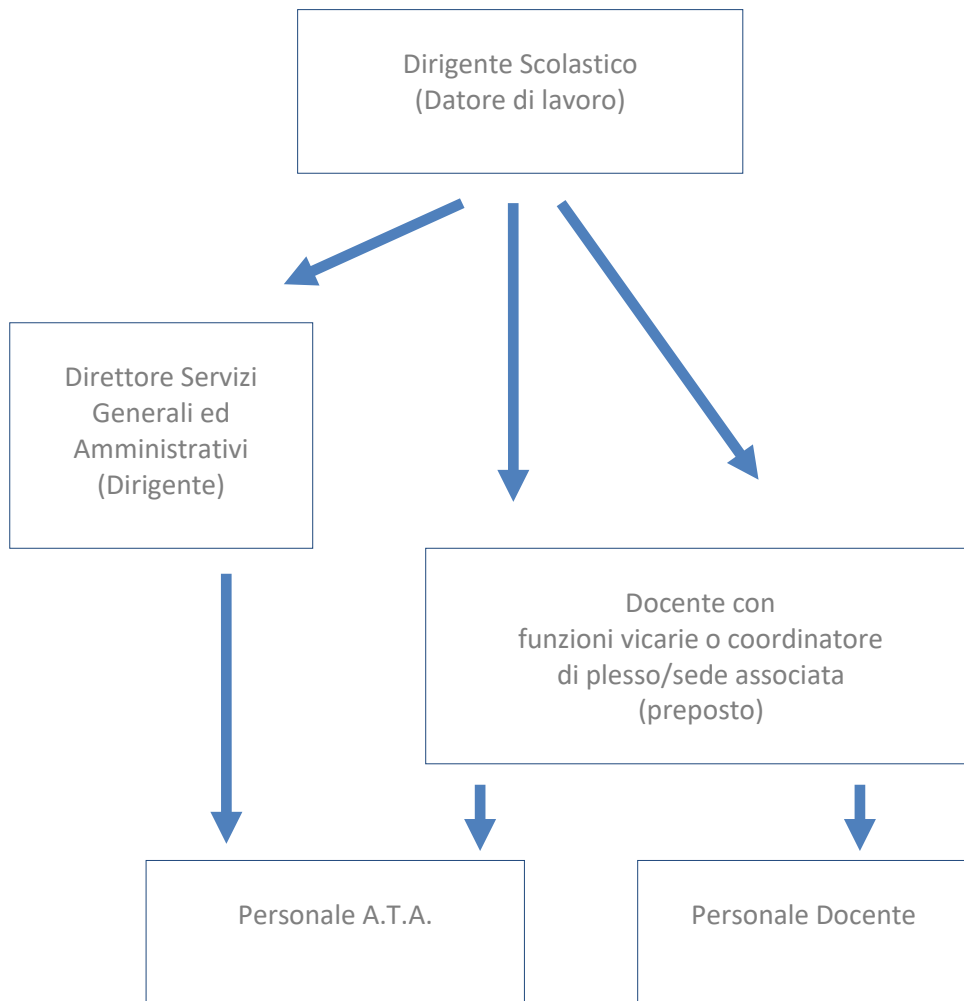 Dirigente Scolastico
(Datore di lavoro)
Direttore Servizi
Generali ed
Amministrativi
(Dirigente)
Docente con
funzioni vicarie o coordinatore
di plesso/sede associata
(preposto)
Personale A.T.A.
Personale Docente